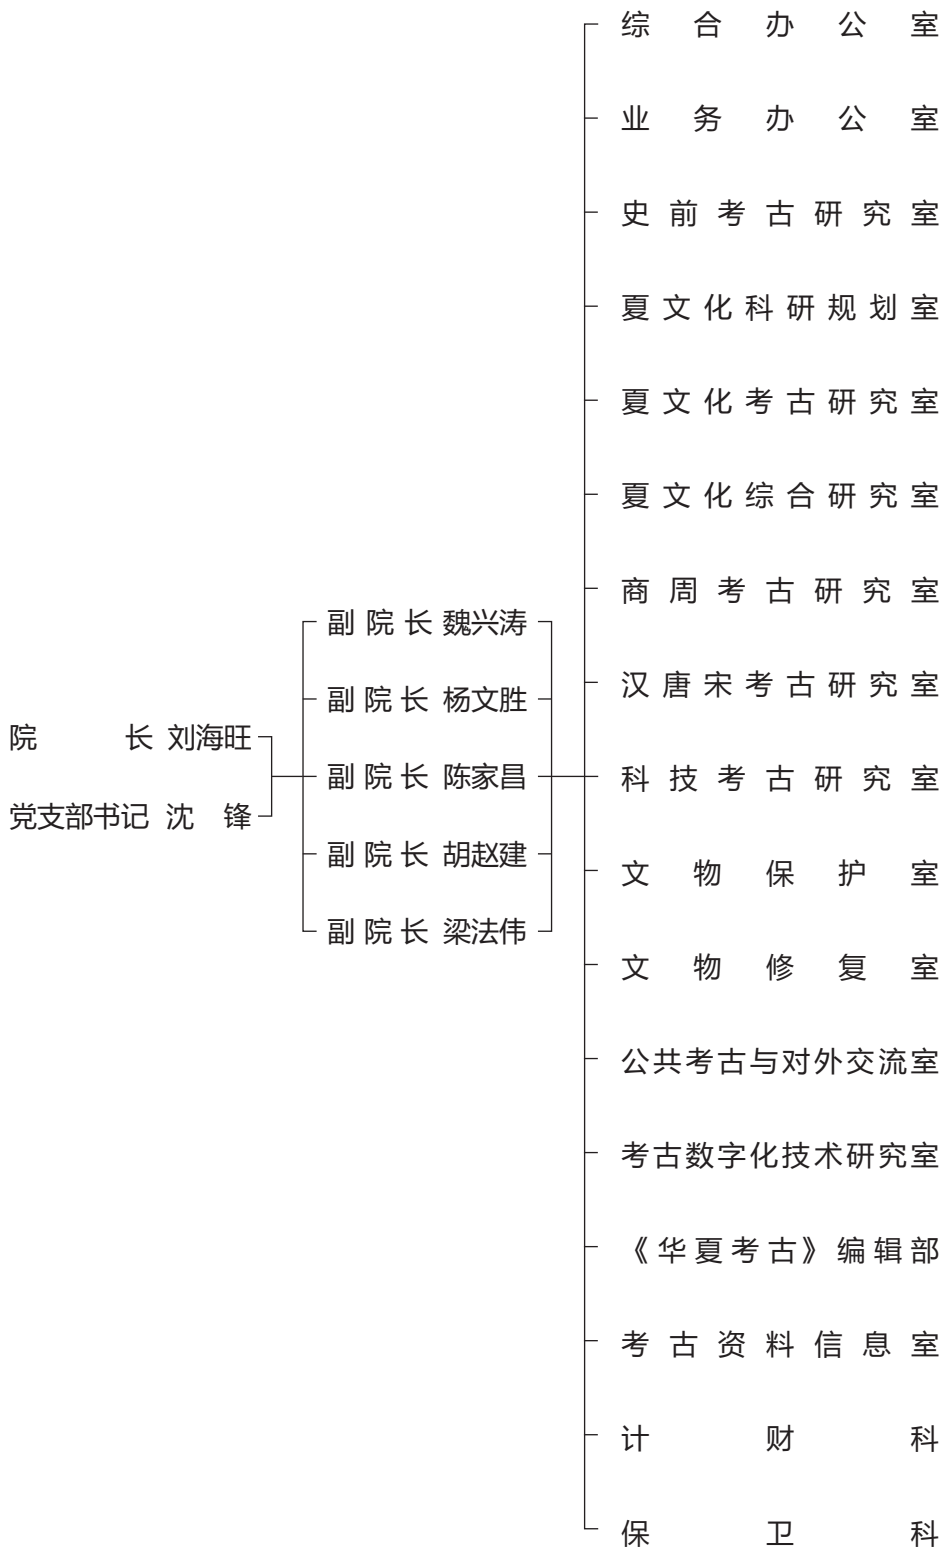 院长 刘海旺
党支部书记 沈锋
副院长 魏兴涛
副院长 杨文胜
副院长 陈家昌
副院长 胡赵建
副院长 梁法伟
综合办公室
业务办公室
史前考古研究室
夏文化科研规划室
夏文化考古研究室
夏文化综合研究室
商周考古研究室
汉唐宋考古研究室
科技考古研究室
文物保护室
文物修复室
公共考古与对外交流室
考古数字化技术研究室
《华夏考古》编辑部
考古资料信息室
计财科
保卫科